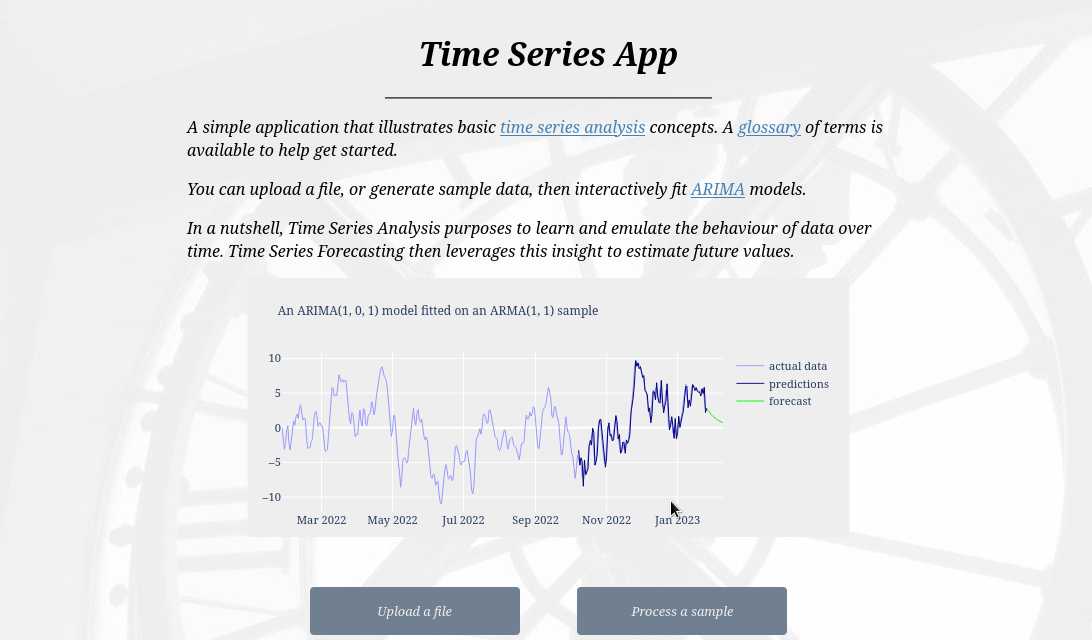 Time Series App
A simple application that illustrates basic time series analysis concepts. A glossary of terms is
available to help get started.
You can upload a file, or generate sample data, then interactively fit ARIMA models.
In a nutshell, Time Series Analysis purposes to learn and emulate the behaviour of data over
time. Time Series Forecasting then leverages this insight to estimate future values.
An ARIMA(1, 0, 1) model fitted on an ARMA(1, 1) sample
10
5
0
−5
−10
Mar 2022 May 2022 Jul 2022 Sep 2022 Nov 2022 Jan 2023
actual data
predictions
forecast
Upload a file Process a sample